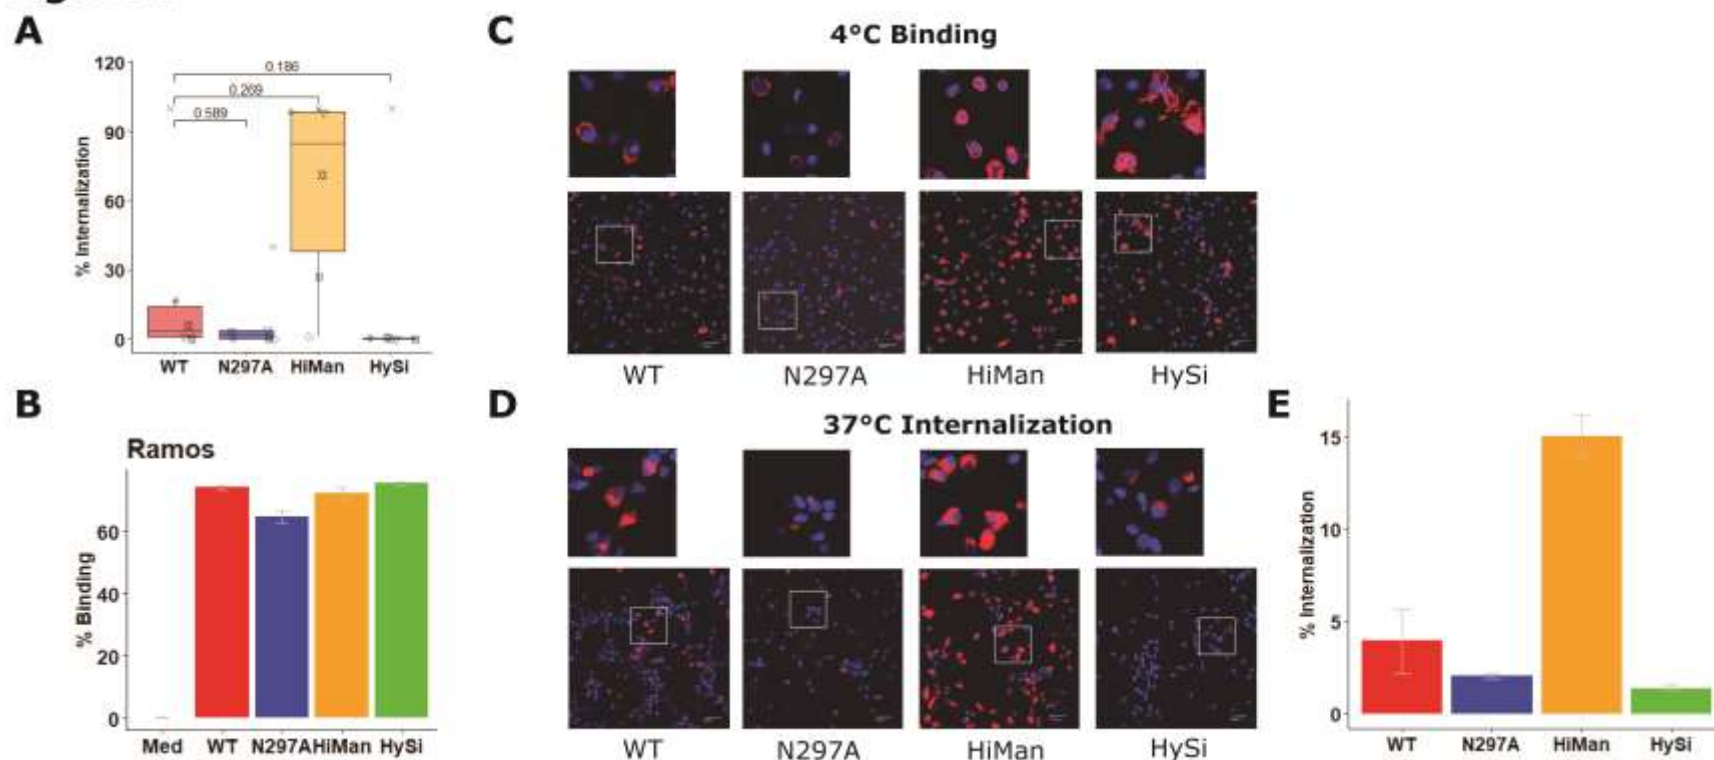 A
120
90
60
30
0
% Internalization
0.186
0.269
0.589
WT N297A HiMan HySi
B
Ramos
60
40
20
0
% Binding
Med WT N297A HiMan HySi
C
4°C Binding
WT N297A HiMan HySi
D
37°C Internalization
WT N297A HiMan HySi
E
15
10
5
0
% Internalization
WT N297A HiMan HySi